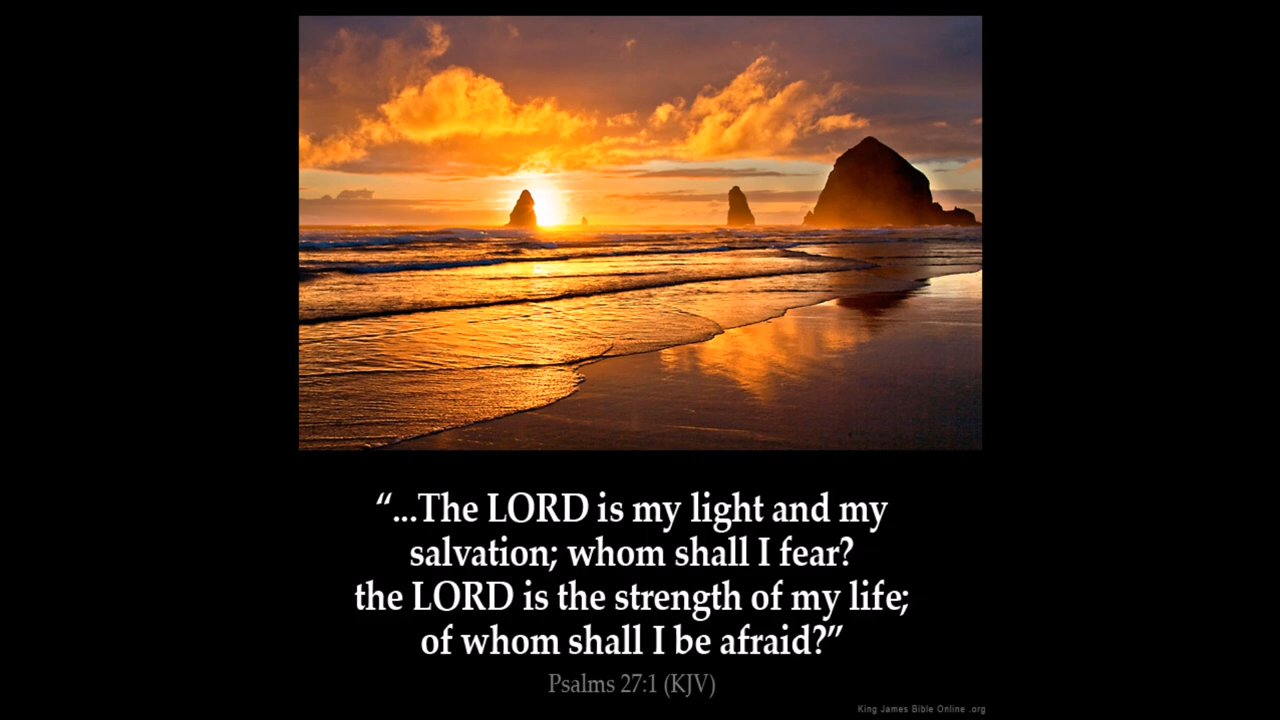 “...The LORD is my light and my
salvation; whom shall I fear?
the LORD is the strength of my life;
of whom shall I be afraid?”
Psalms 27:1 (KJV)
King James Bible Online .org